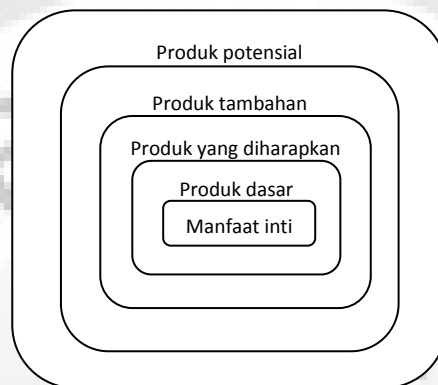 Produk potensial
Produk tambahan
Produk yang diharapkan
Produk dasar
Manfaat inti